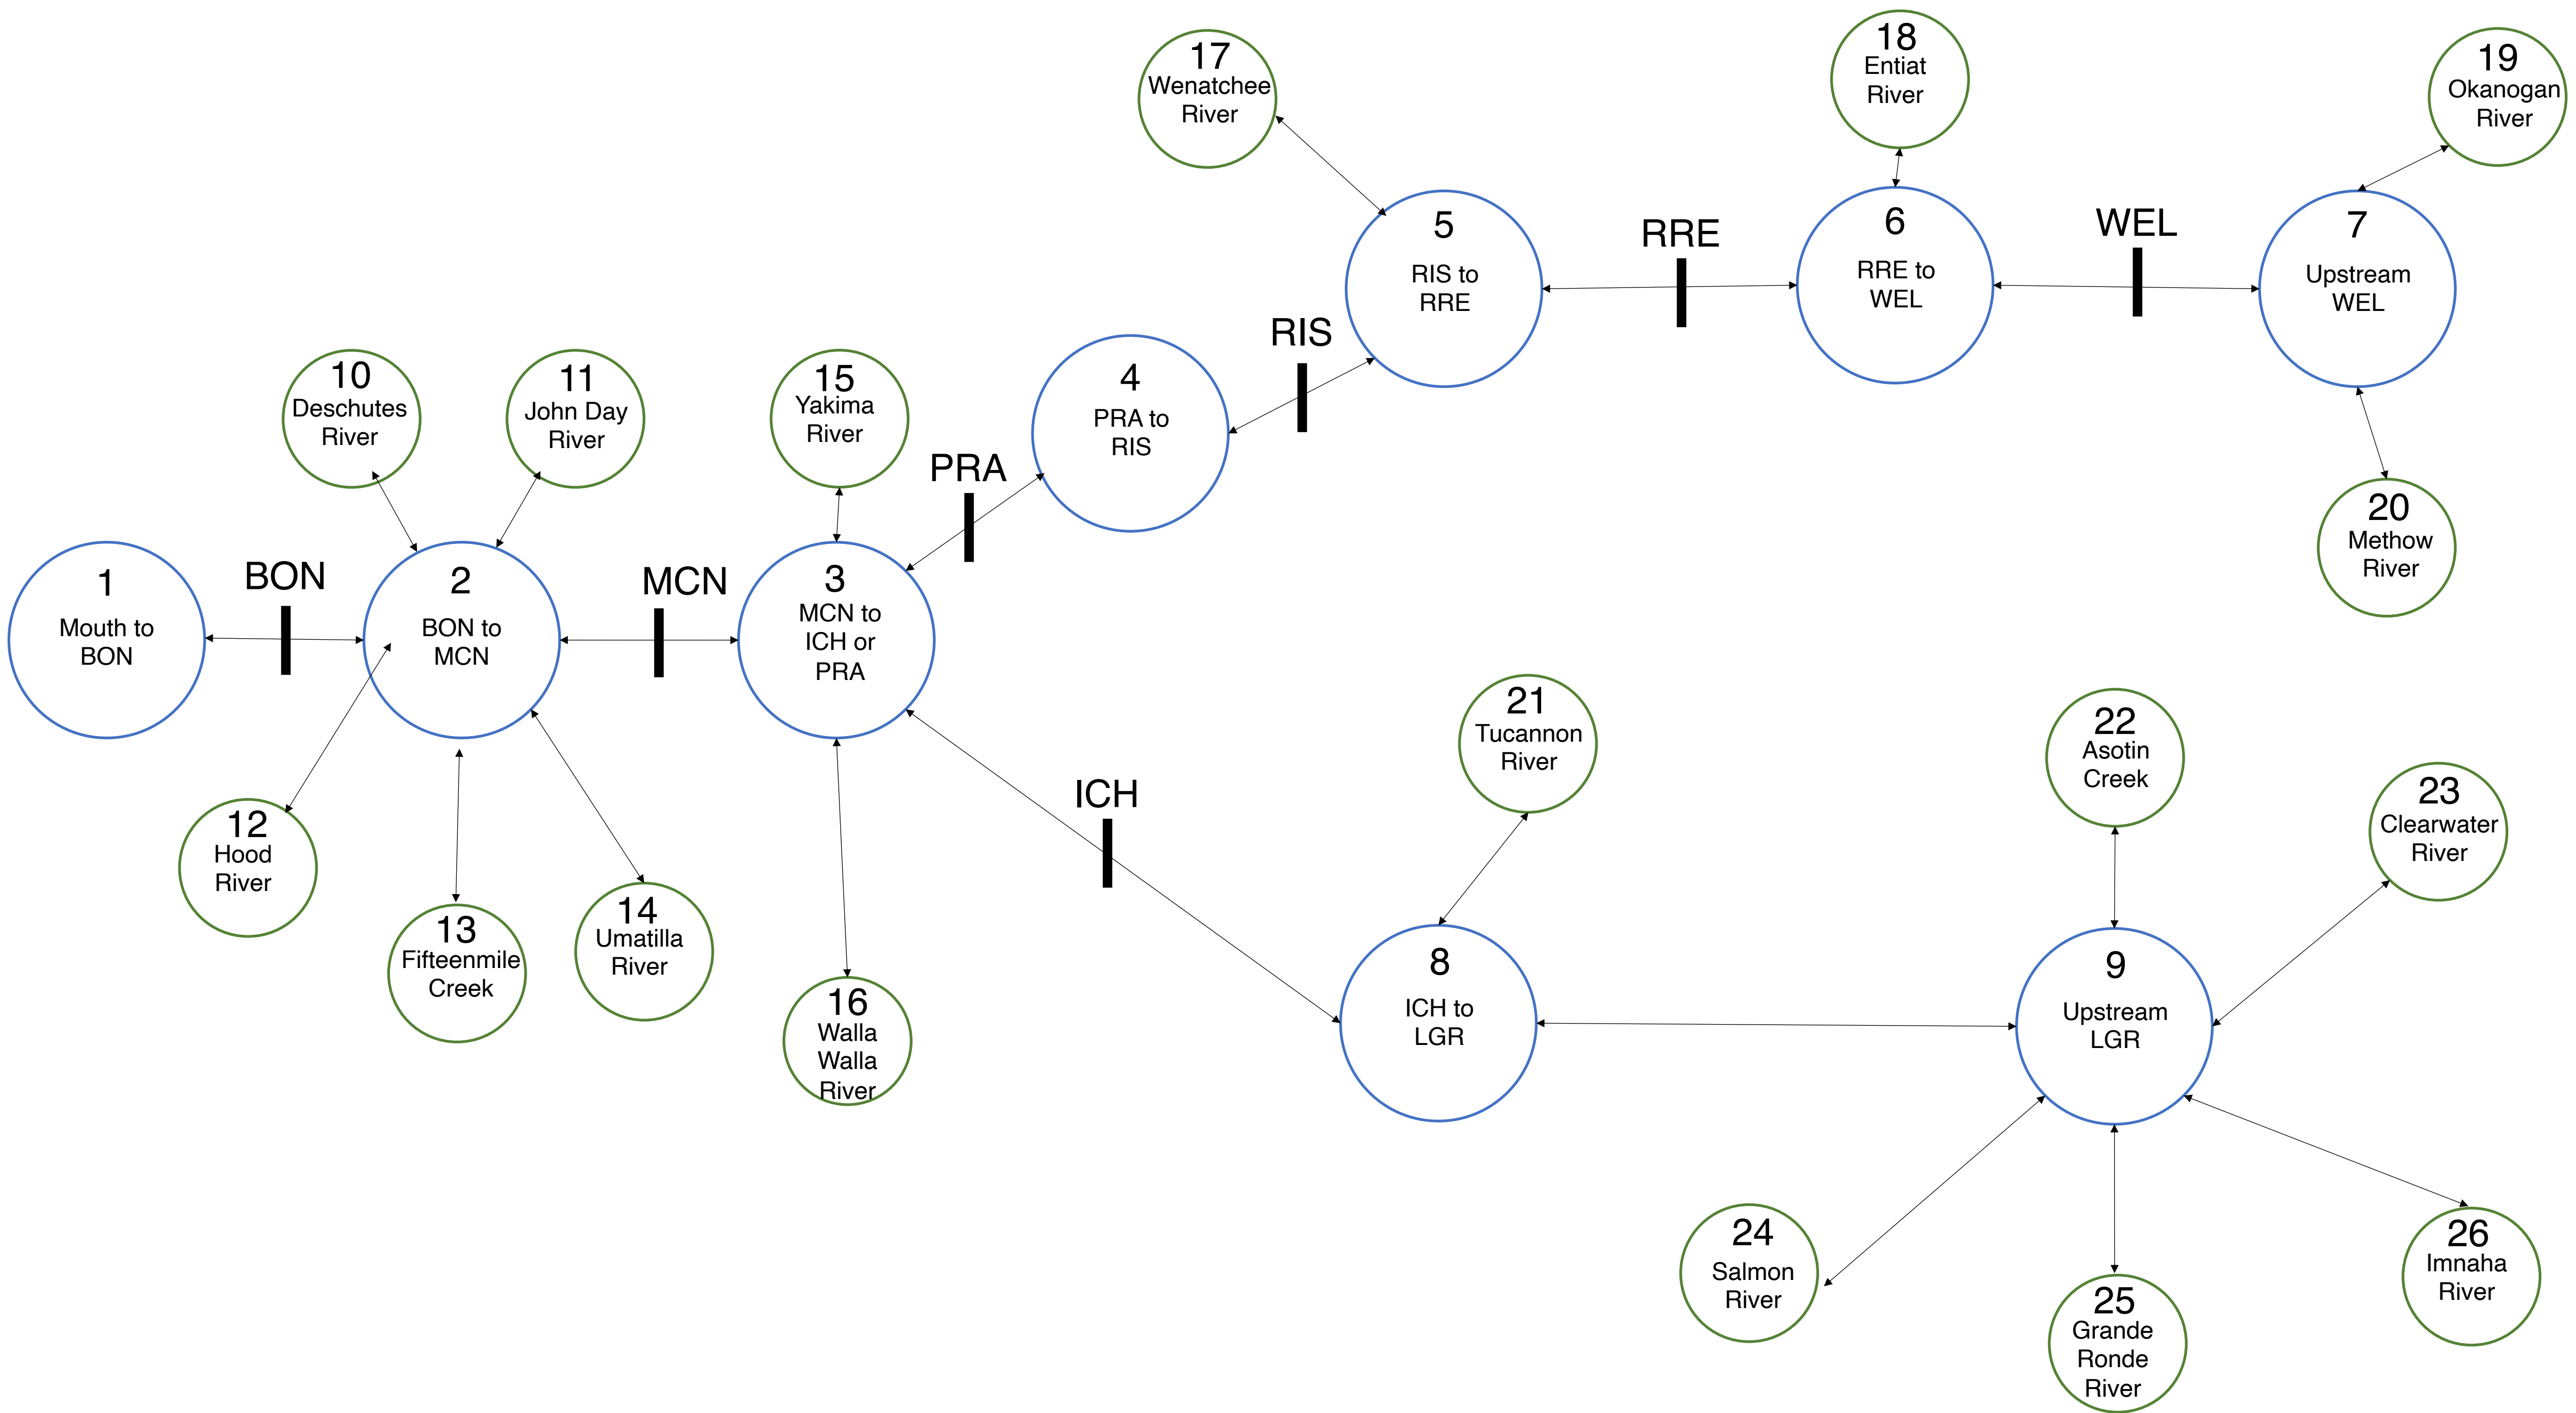 17
Wenatchee
River
18
Entiat
River
19
Okanogan
River
5
RIS to
RRE
RRE
6
RRE to
WEL
WEL
7
Upstream
WEL
RIS
4
PRA to
RIS
10
Deschutes
River
11
John Day
River
15
Yakima
River
PRA
20
Methow
River
1
Mouth to
BON
BON
2
BON to
MCN
MCN
3
MCN to
ICH or
PRA
12
Hood
River
13
Fifteenmile
Creek
14
Umatilla
River
16
Walla
Walla
River
ICH
21
Tucannon
River
22
Asotin
Creek
23
Clearwater
River
8
ICH to
LGR
9
Upstream
LGR
24
Salmon
River
25
Grande
Ronde
River
26
Imnaha
River